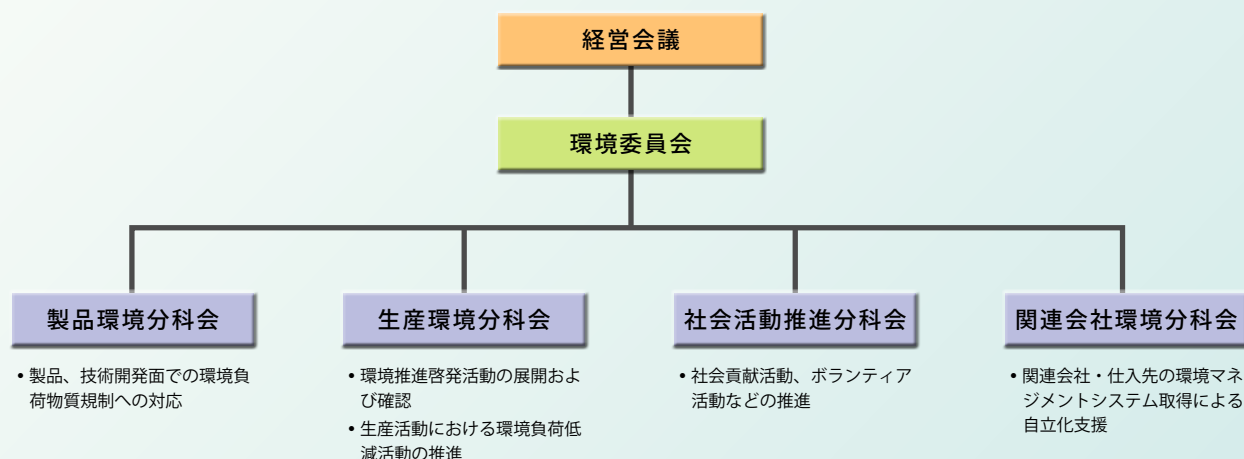 経営会議
環境委員会
製品環境分科会
・製品、技術開発面での環境負
荷物質規制への対応
生産環境分科会
・環境推進啓発活動の展開およ
び確認
・生産活動における環境負荷低
減活動の推進
社会活動推進分科会
・社会貢献活動、ボランティア
活動などの推進
関連会社環境分科会
・関連会社・仕入先の環境マネ
ジメントシステム取得による
自立化支援